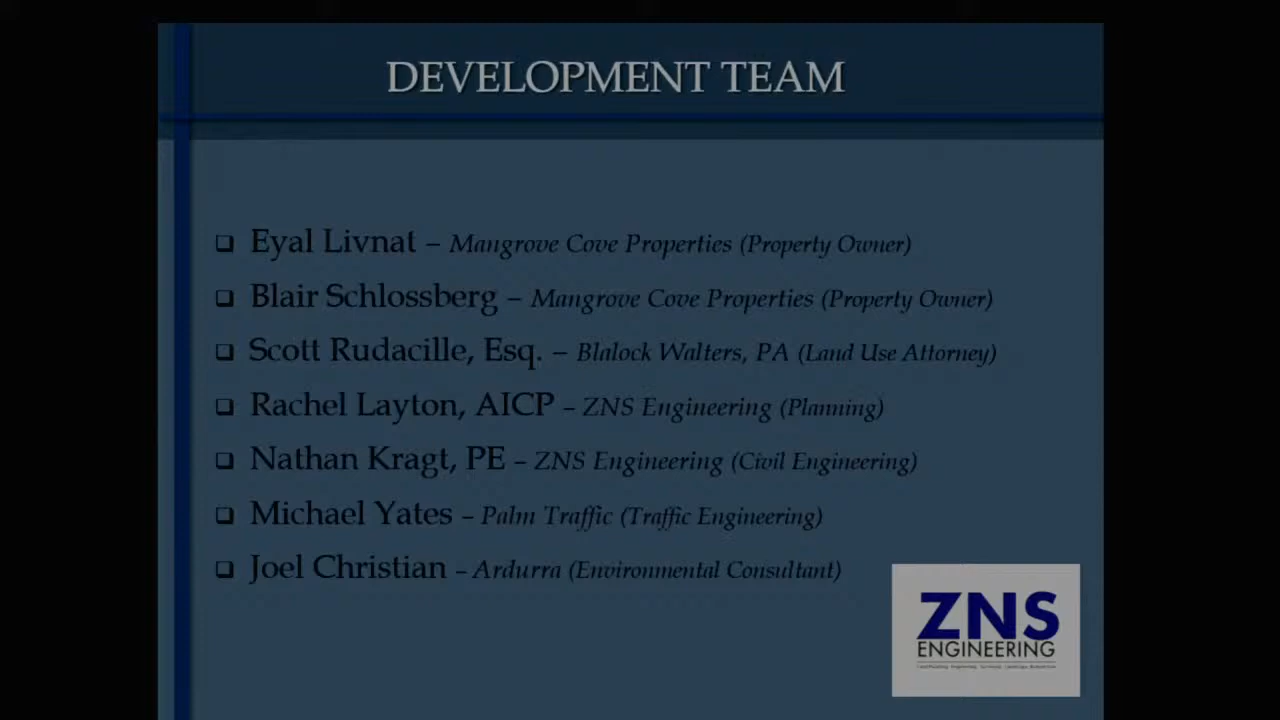 DEVELOPMENT TEAM
❑ Eyal Livnat – Mangrove Cove Properties (Property Owner)
❑ Blair Schlossberg – Mangrove Cove Properties (Property Owner)
❑ Scott Rudacille, Esq. – Blalock Walters, PA (Land Use Attorney)
❑ Rachel Layton, AICP – ZNS Engineering (Planning)
❑ Nathan Kragt, PE – ZNS Engineering (Civil Engineering)
❑ Michael Yates – Palm Traffic (Traffic Engineering)
❑ Joel Christian – Ardurra (Environmental Consultant)
ZNS
ENGINEERING